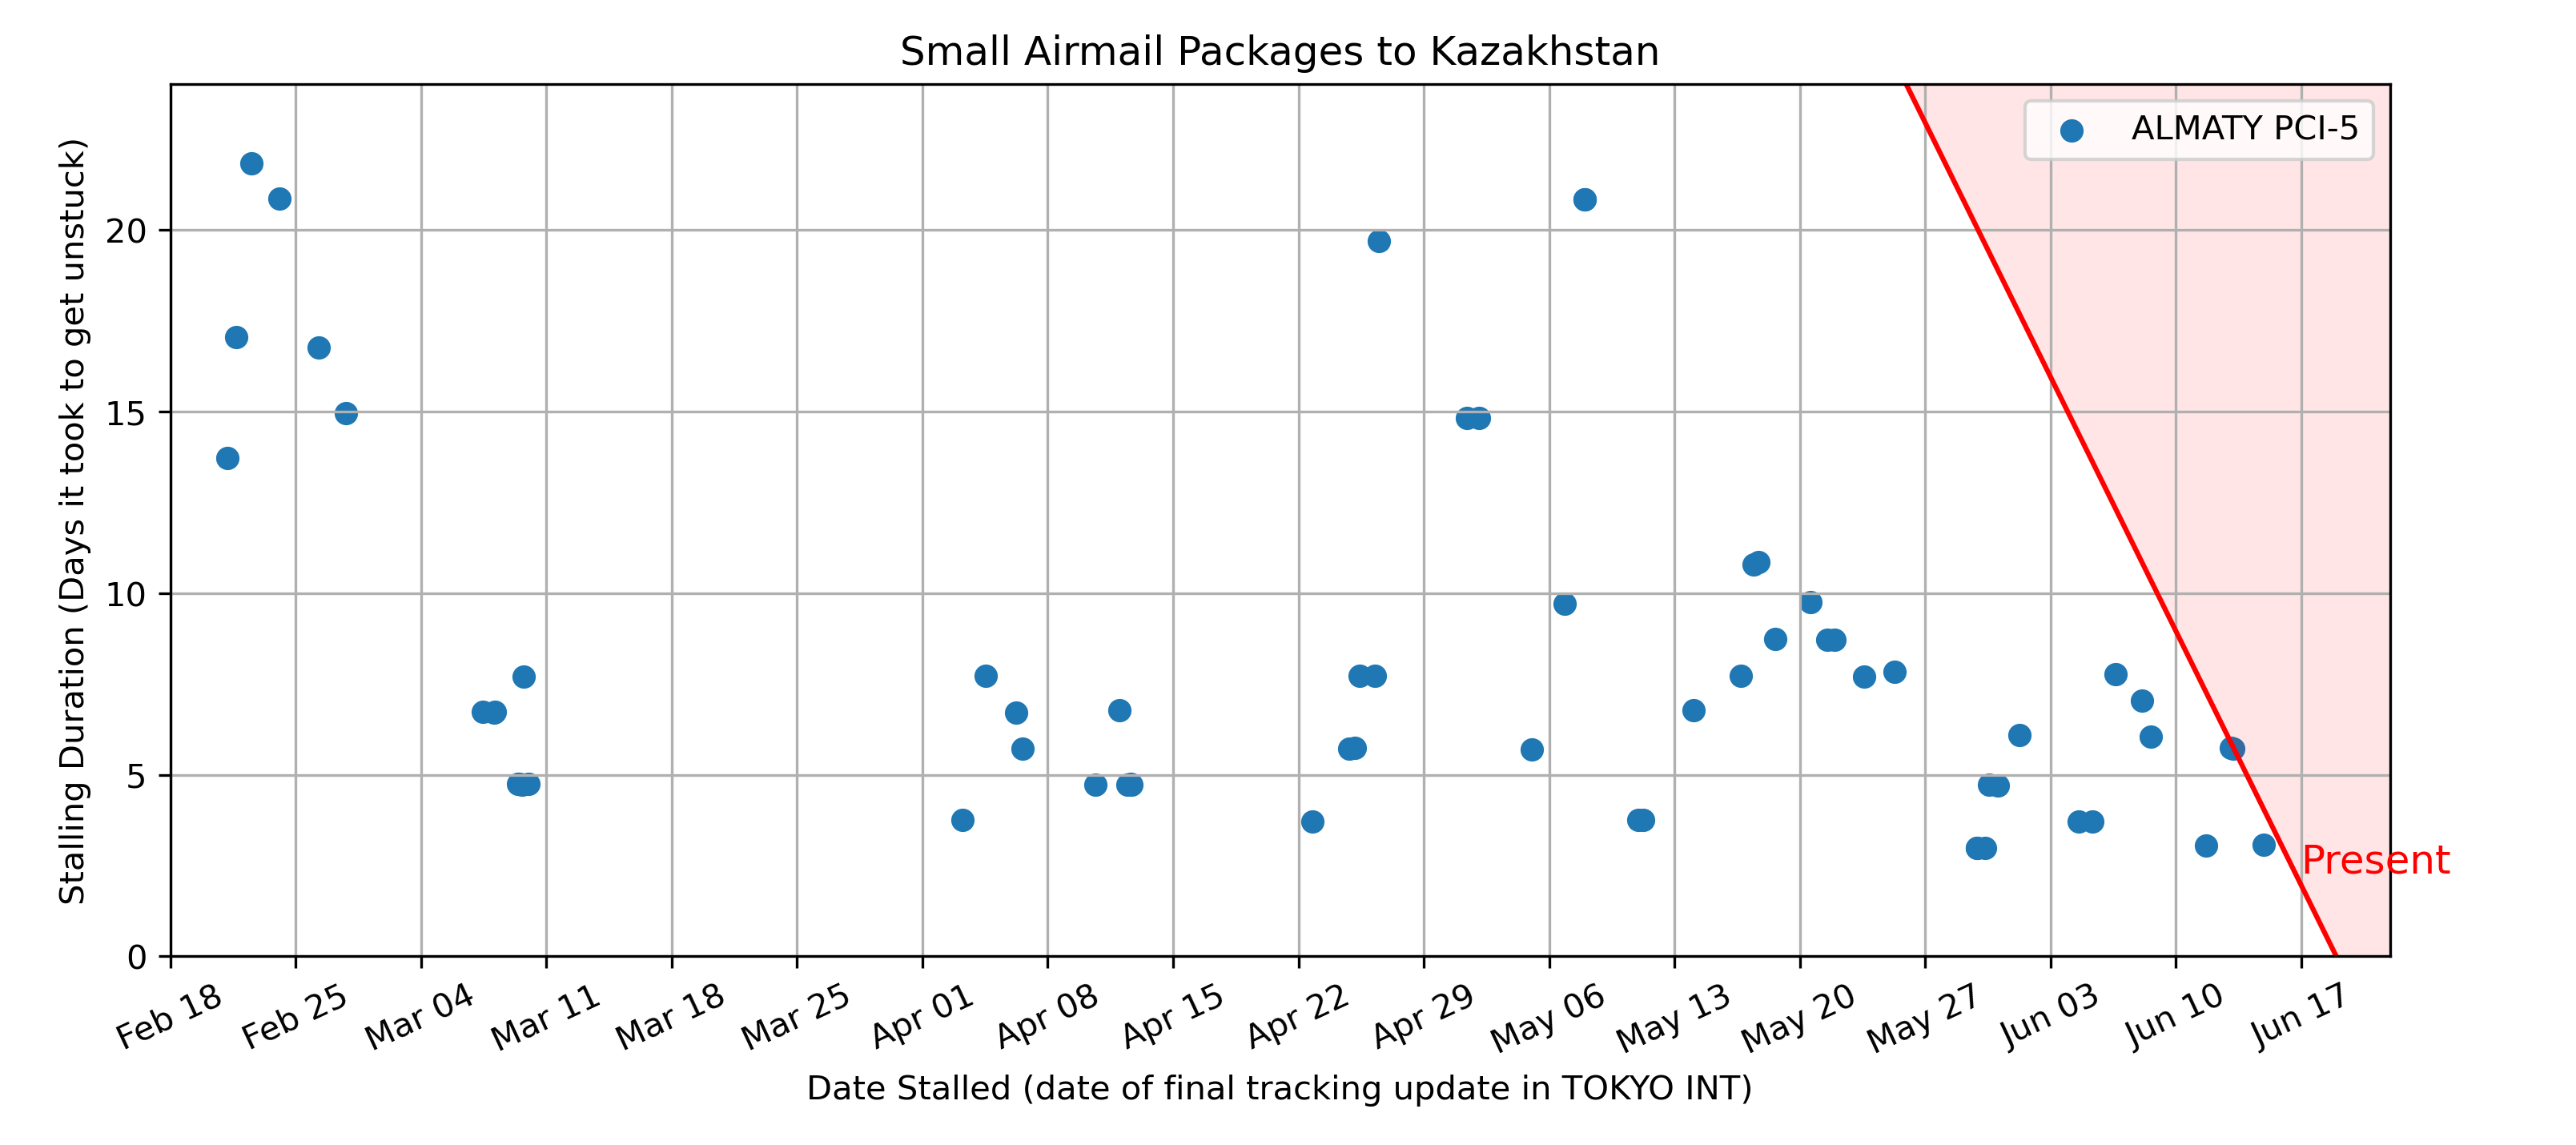 Small Airmail Packages to Kazakhstan
ALMATY PCI-5
Stalling Duration (Days it took to get unstuck)
20
15
10
5
0
Present
Feb 18
Feb 25
Mar 04
Mar 11
Mar 18
Mar 25
Apr 01
Apr 08
Apr 15
Apr 22
Apr 29
May 06
May 13
May 20
May 27
Jun 03
Jun 10
Jun 17
Date Stalled (date of final tracking update in TOKYO INT)